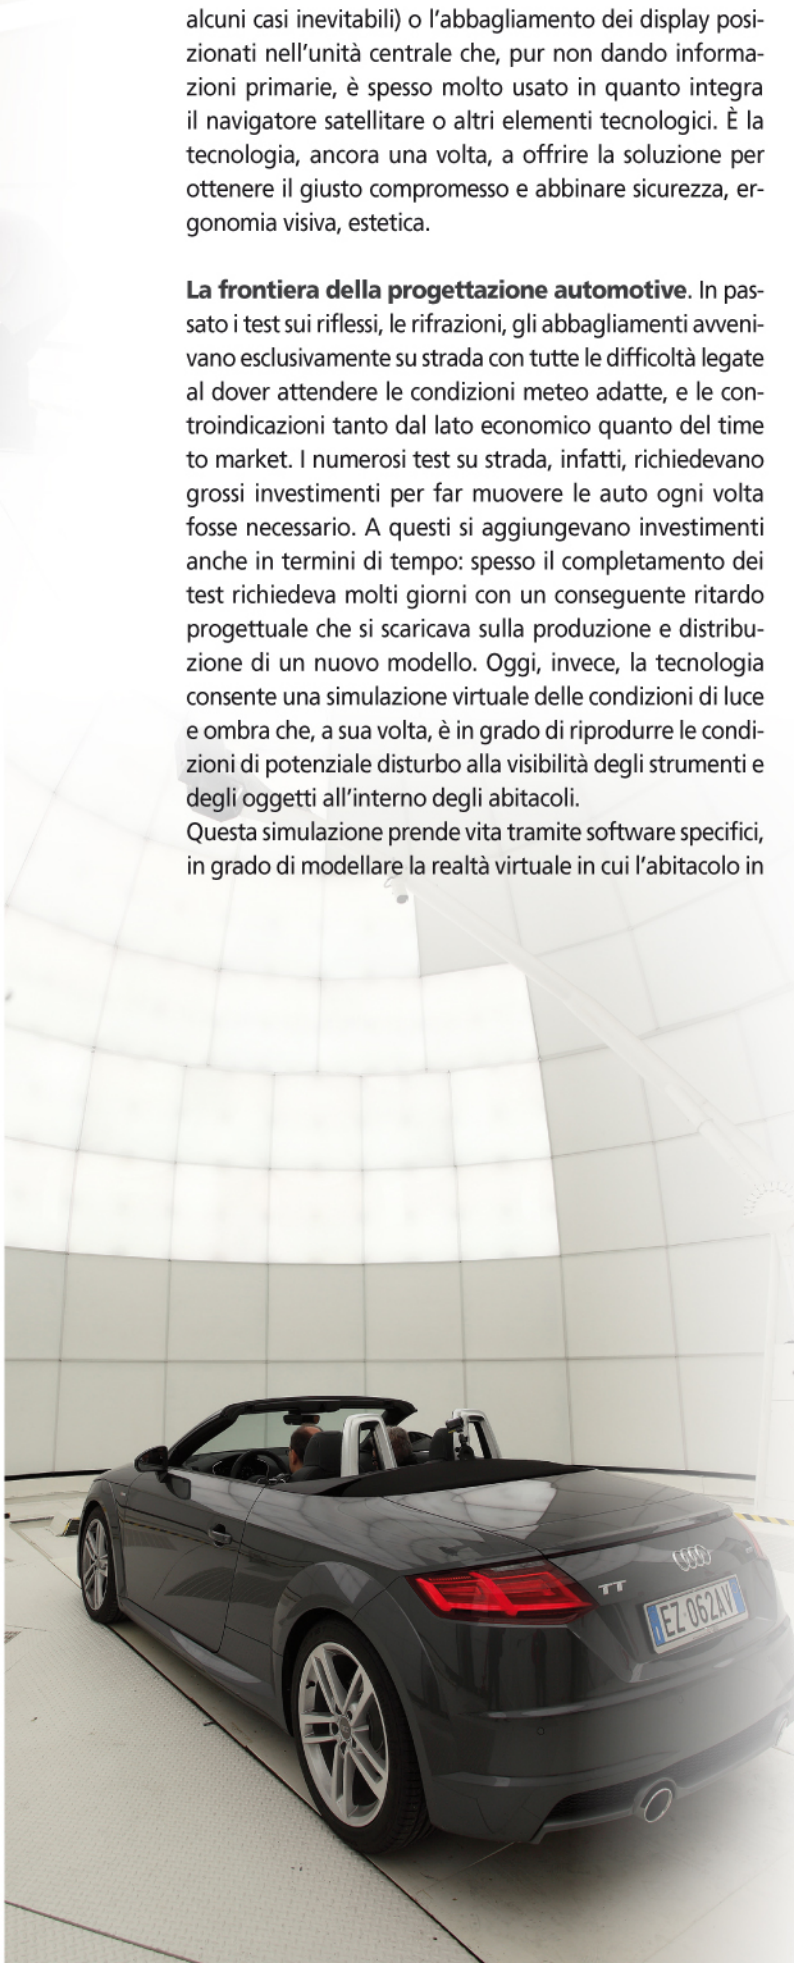 alcuni casi inevitabili) o l’abbagliamento dei display posi-
zionati nell’unità centrale che, pur non dando informa-
zioni primarie, è spesso molto usato in quanto integra
il navigatore satellitare o altri elementi tecnologici. È la
tecnologia, ancora una volta, a offrire la soluzione per
ottenere il giusto compromesso e abbinare sicurezza, er-
gonomia visiva, estetica.
La frontiera della progettazione automotive. In pas-
sato i test sui riflessi, le rifrazioni, gli abbagliamenti avveni-
vano esclusivamente su strada con tutte le difficoltà legate
al dover attendere le condizioni meteo adatte, e le con-
troindicazioni tanto dal lato economico quanto del time
to market. I numerosi test su strada, infatti, richiedevano
grossi investimenti per far muovere le auto ogni volta
fosse necessario. A questi si aggiungevano investimenti
anche in termini di tempo: spesso il completamento dei
test richiedeva molti giorni con un conseguente ritardo
progettuale che si scaricava sulla produzione e distribu-
zione di un nuovo modello. Oggi, invece, la tecnologia
consente una simulazione virtuale delle condizioni di luce
e ombra che, a sua volta, è in grado di riprodurre le condi-
zioni di potenziale disturbo alla visibilità degli strumenti e
degli oggetti all’interno degli abitacoli.
Questa simulazione prende vita tramite software specifici,
in grado di modellare la realtà virtuale in cui l’abitacolo in
TT
EZ 062AV